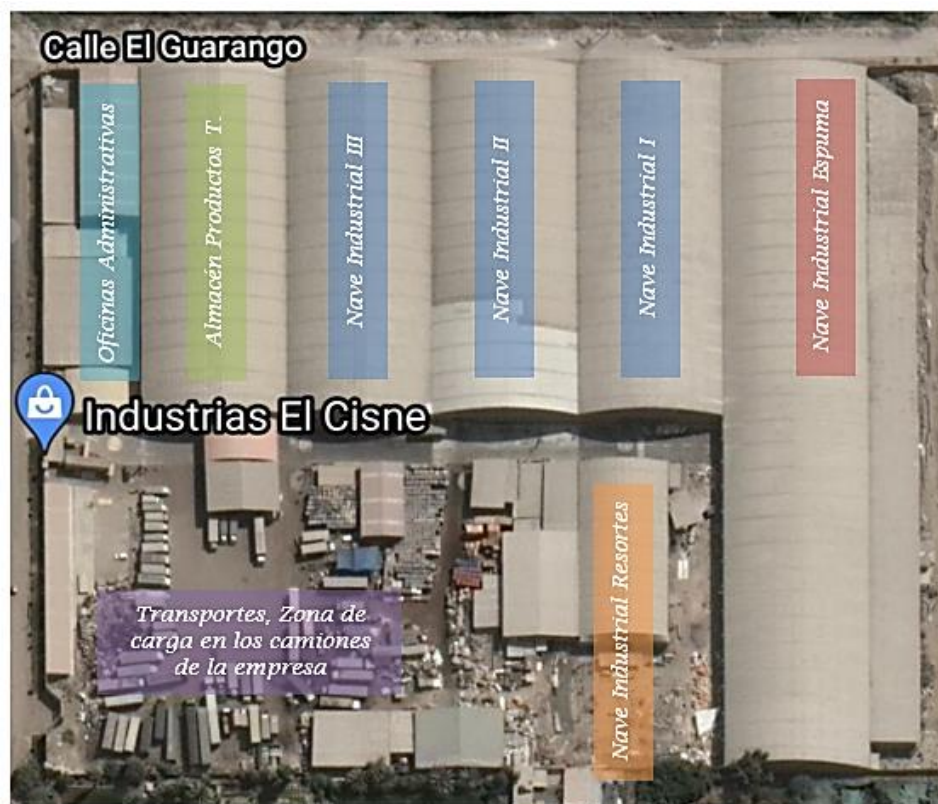 Calle El Guarango
Oficinas Administrativas
Almacén Productos T.
Nave Industrial III
Nave Industrial II
Nave Industrial I
Nave Industrial Espuma
Industrias El Cisne
Nave Industrial Resortes
Transportes, Zona de
carga en los camiones
de la empresa